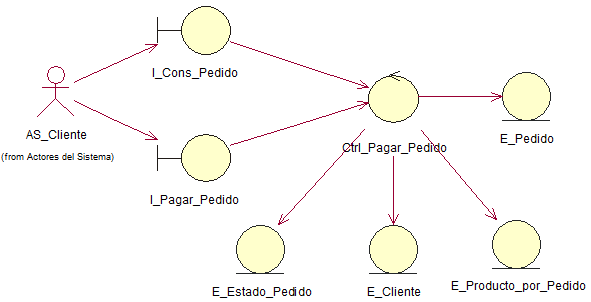 I_Cons_Pedido
AS_Cliente
(from Actores del Sistema)
Ctrl_Pagar_Pedido
E_Pedido
I_Pagar_Pedido
E_Estado_Pedido
E_Cliente
E_Producto_por_Pedido